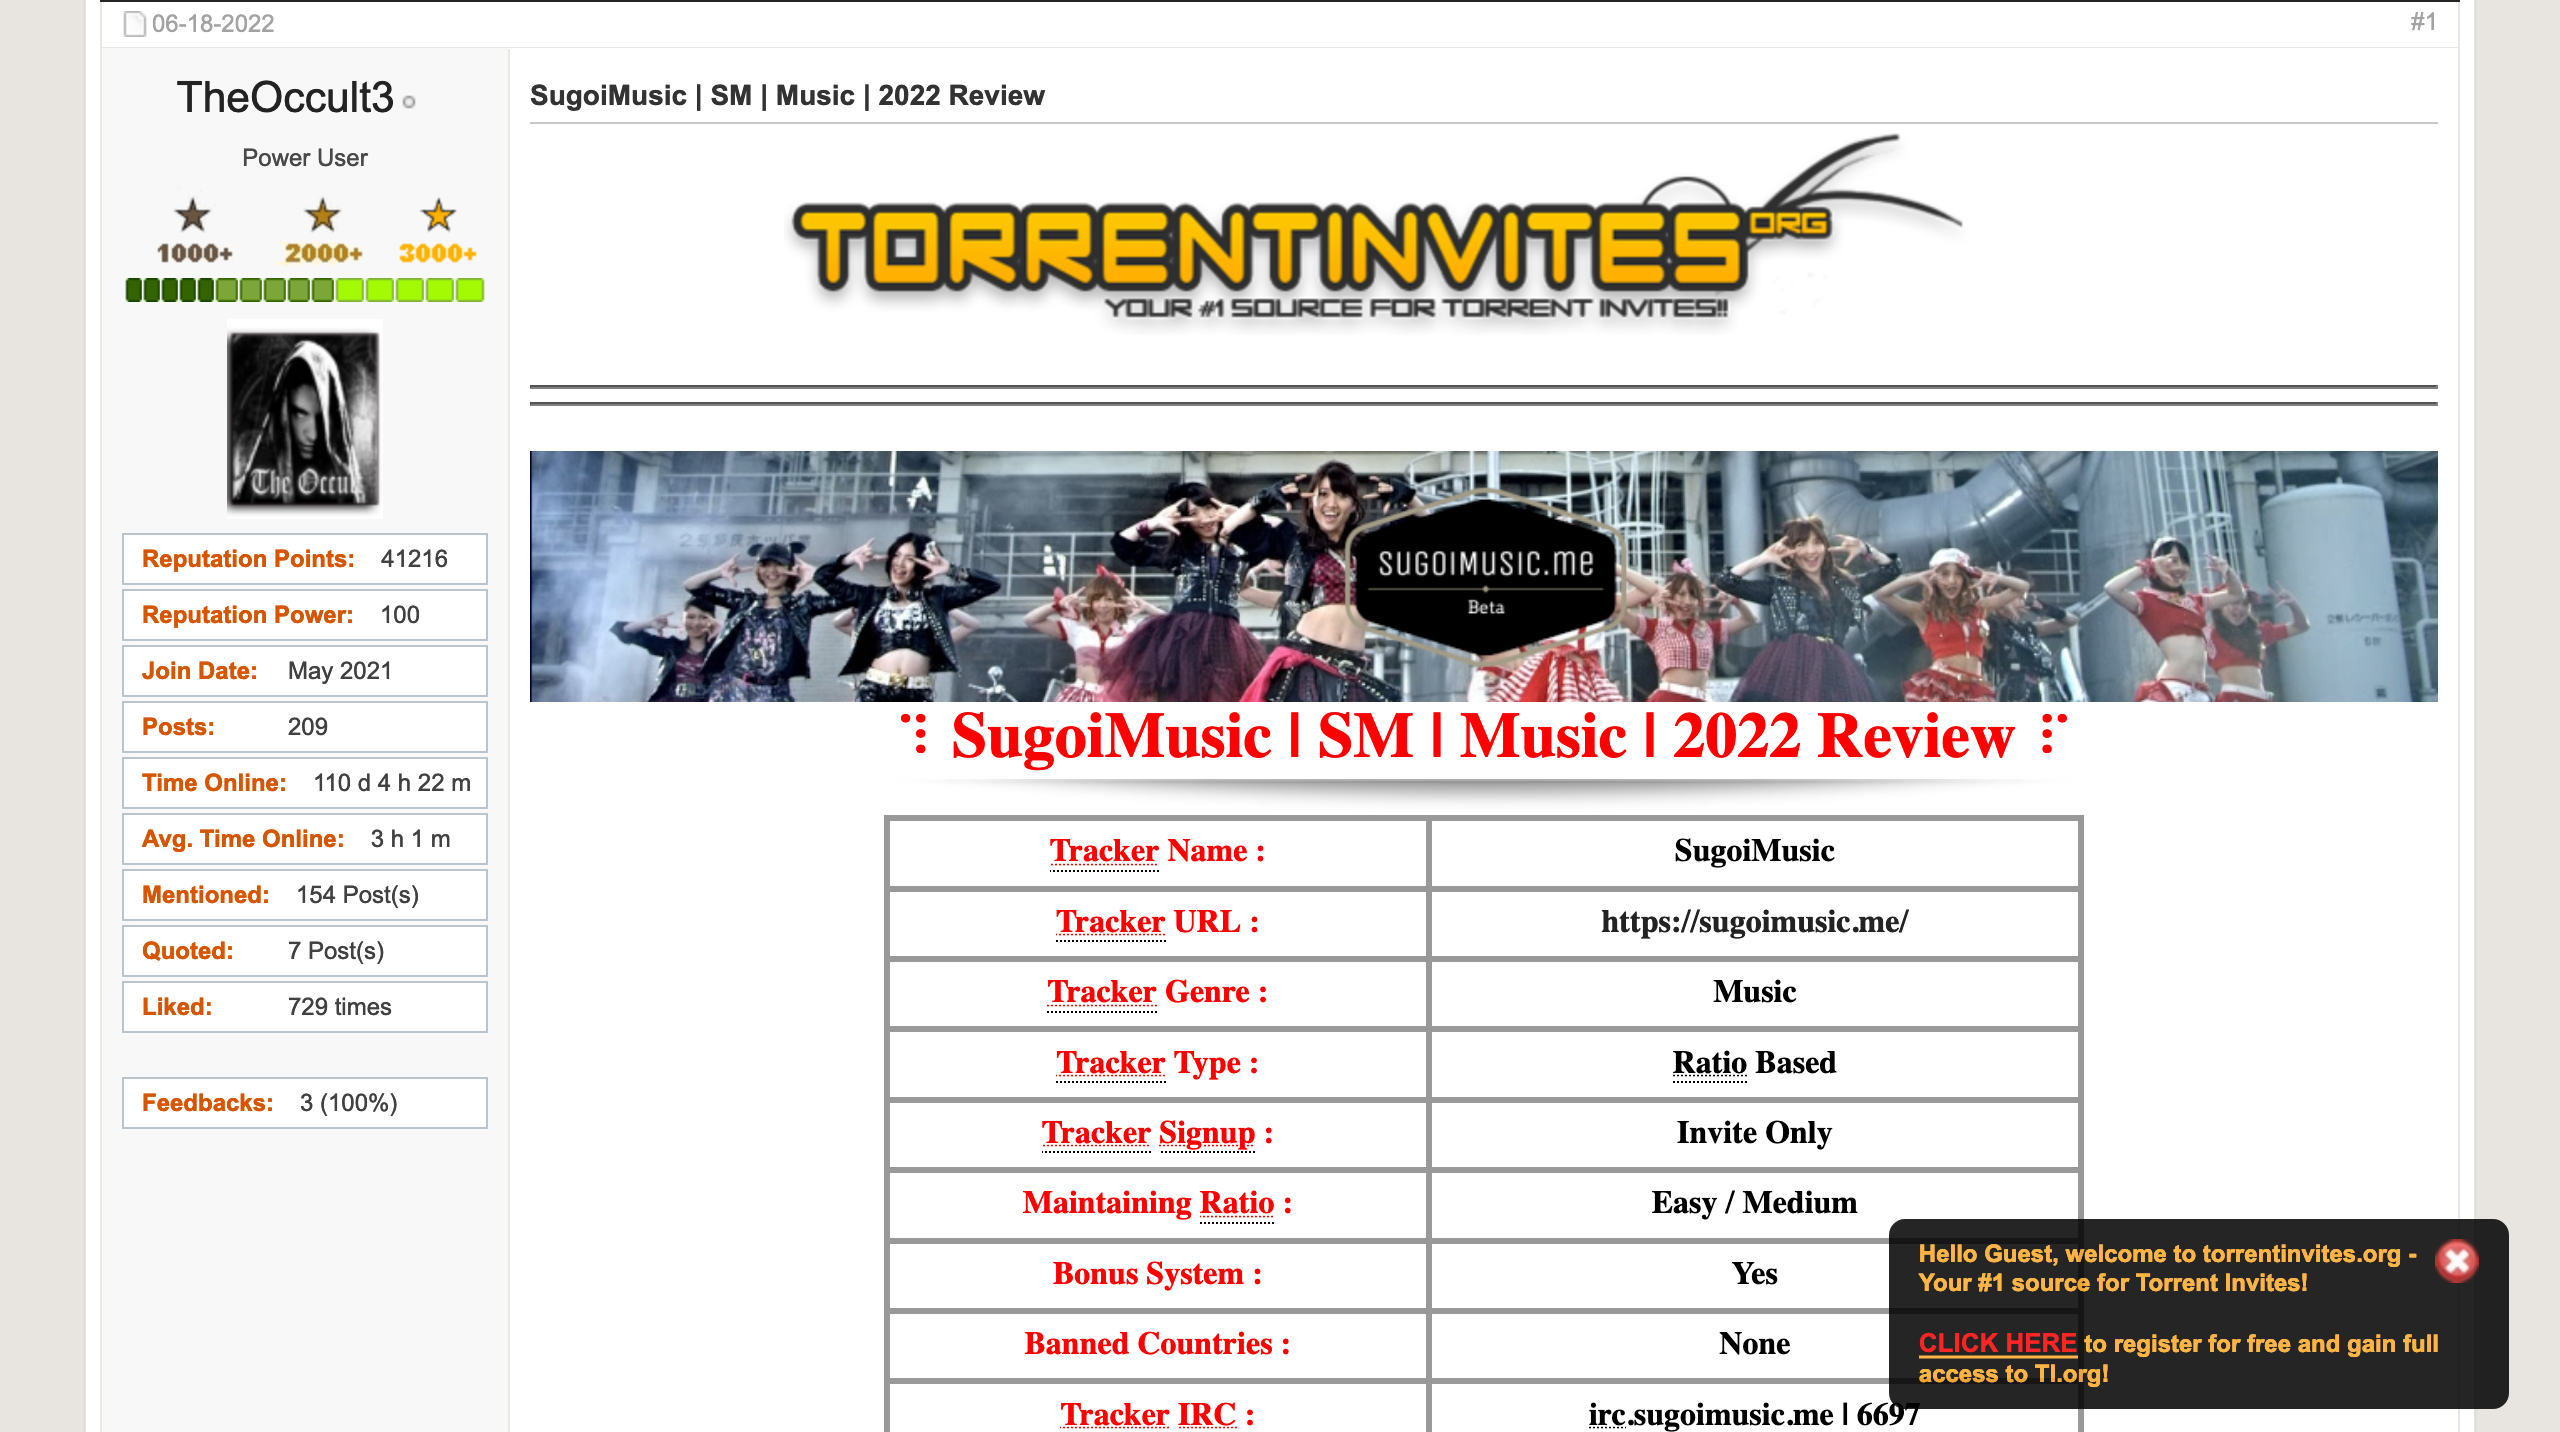 06-18-2022
#1
TheOccult3
Power User
1000+ 2000+ 3000+
The Occult
Reputation Points: 41216
Reputation Power: 100
Join Date: May 2021
Posts: 209
Time Online: 110 d 4 h 22 m
Avg. Time Online: 3 h 1 m
Mentioned: 154 Post(s)
Quoted: 7 Post(s)
Liked: 729 times
Feedbacks: 3 (100%)
SugoiMusic | SM | Music | 2022 Review
TORRENTINVITES ORG
YOUR #1 SOURCE FOR TORRENT INVITES!!
SUGOIMUSIC.me
Beta
SugoiMusic | SM | Music | 2022 Review
Tracker Name : SugoiMusic
Tracker URL : https://sugoimusic.me/
Tracker Genre : Music
Tracker Type : Ratio Based
Tracker Signup : Invite Only
Maintaining Ratio : Easy / Medium
Bonus System : Yes
Banned Countries : None
Tracker IRC : irc.sugoimusic.me | 6697
Hello Guest, welcome to torrentinvites.org -
Your #1 source for Torrent Invites!
CLICK HERE to register for free and gain full
access to TI.org!